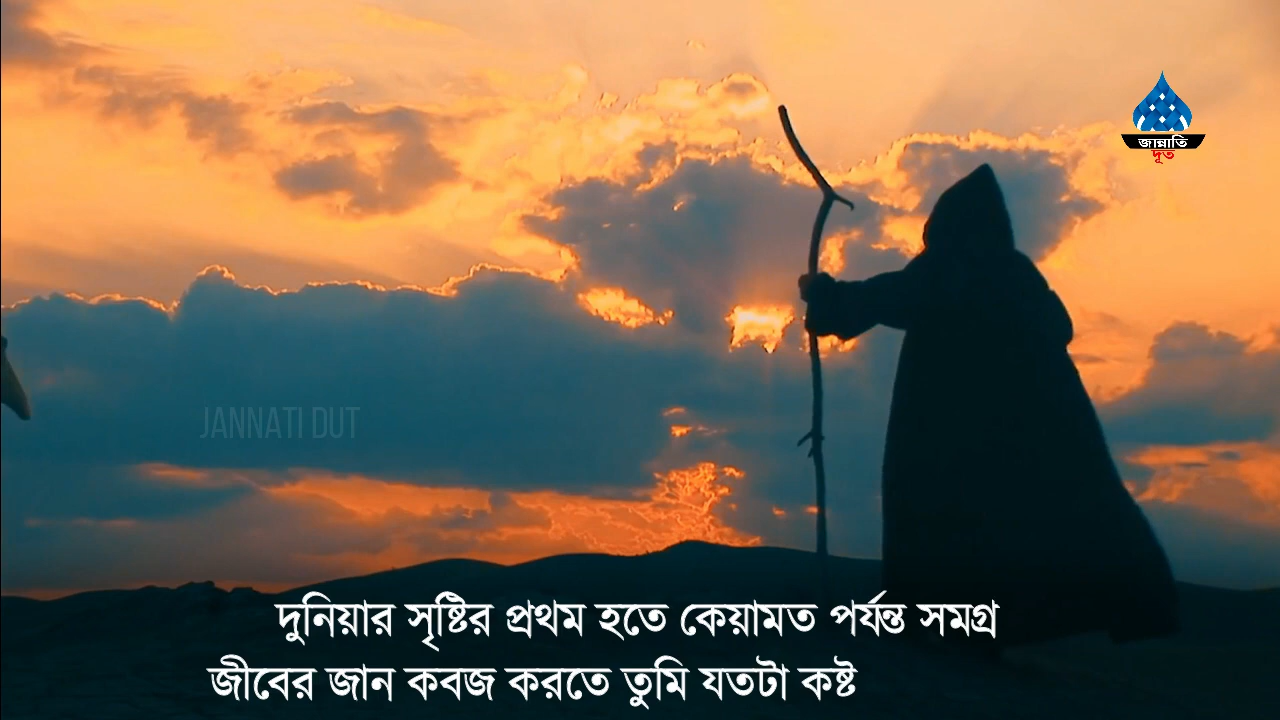 জান্নাতি
দূত
JANNATI DUT
দুনিয়ার সৃষ্টির প্রথম হতে কেয়ামত পর্যন্ত সমগ্র
জীবের জান কবজ করতে তুমি যতটা কষ্ট